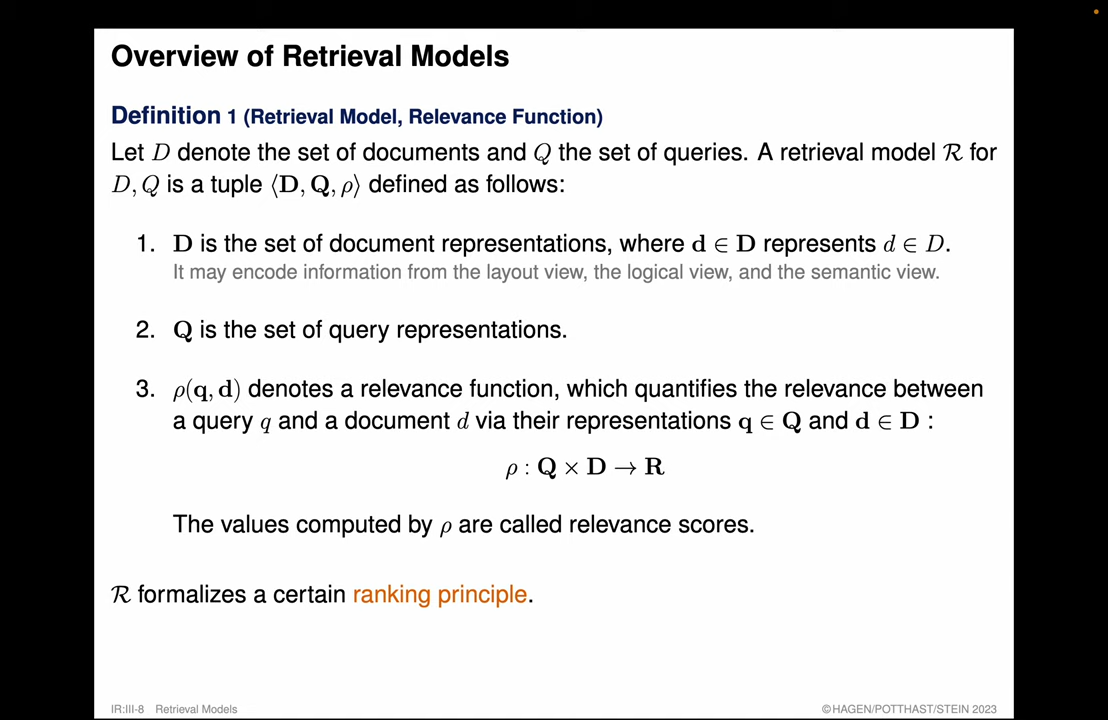 Overview of Retrieval Models
Definition 1 (Retrieval Model, Relevance Function)
Let D denote the set of documents and Q the set of queries. A retrieval model ℛ for
D, Q is a tuple ⟨𝐃, 𝐐, ρ⟩ defined as follows:
1. 𝐃 is the set of document representations, where 𝐝 ∈ 𝐃 represents d ∈ D.
It may encode information from the layout view, the logical view, and the semantic view.
2. 𝐐 is the set of query representations.
3. ρ(𝐪, 𝐝) denotes a relevance function, which quantifies the relevance between
a query q and a document d via their representations 𝐪 ∈ 𝐐 and 𝐝 ∈ 𝐃 :
ρ : 𝐐 × 𝐃 → 𝐑
The values computed by ρ are called relevance scores.
ℛ formalizes a certain ranking principle.
IR:III-8 Retrieval Models
©HAGEN/POTTHAST/STEIN 2023